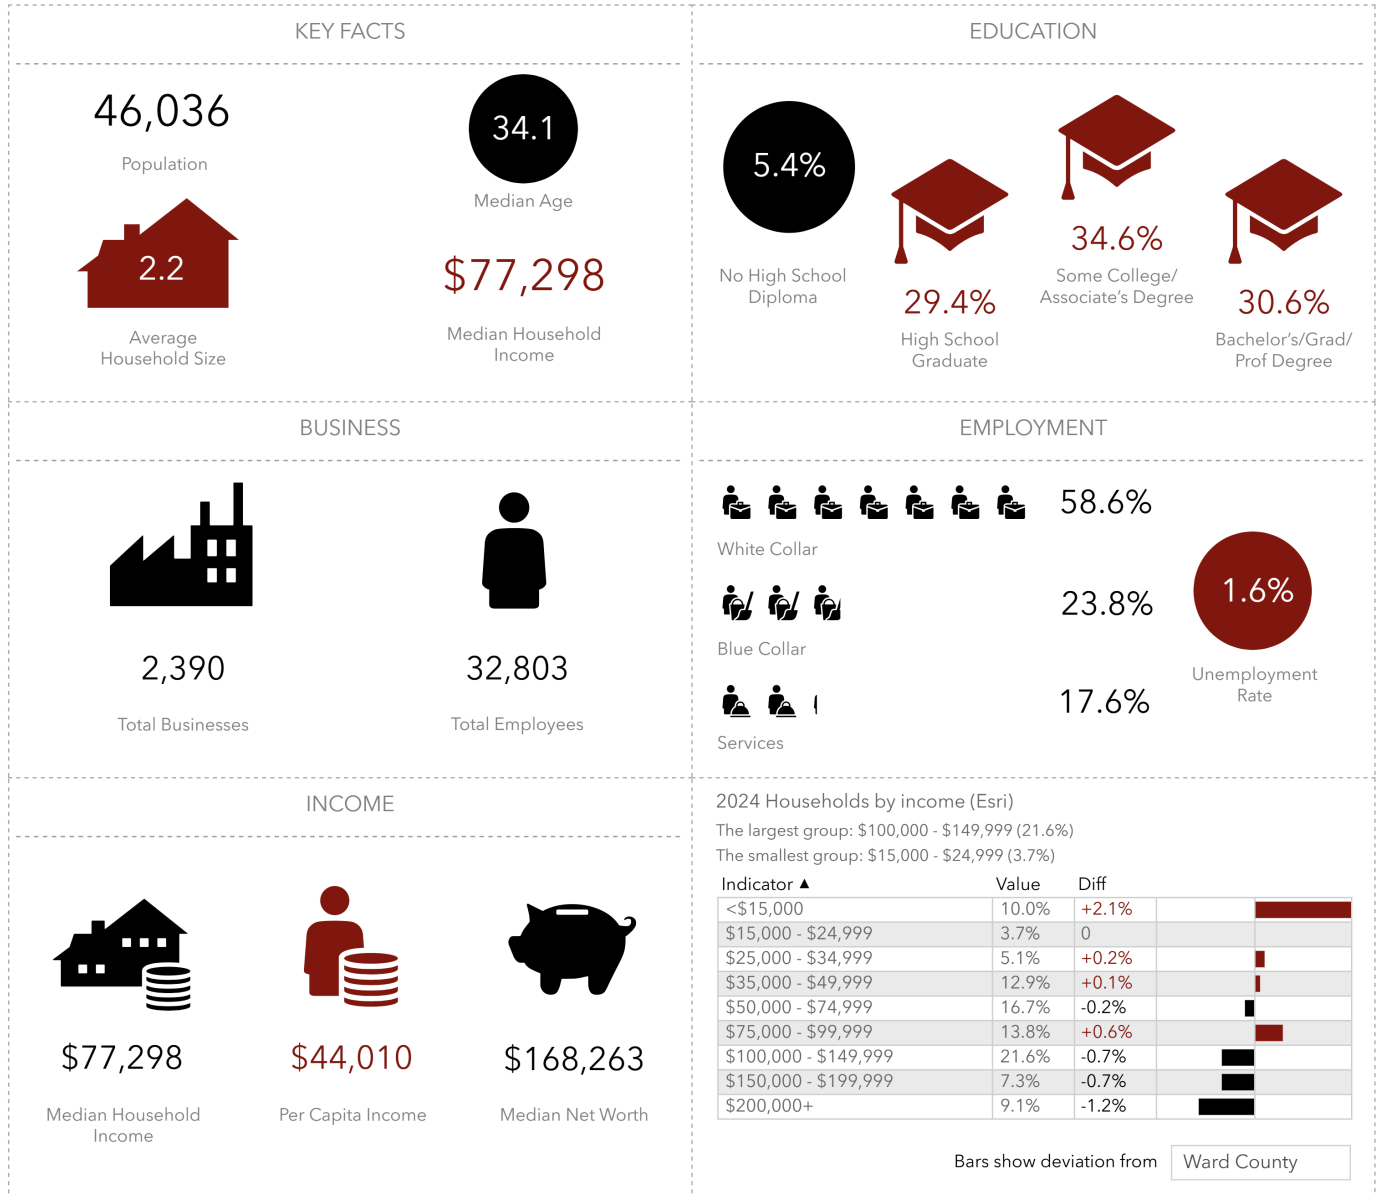 KEY FACTS
46,036
Population
34.1
Median Age
2.2
Average
Household Size
$77,298
Median Household
Income
EDUCATION
5.4%
No High School
Diploma
29.4%
High School
Graduate
34.6%
Some College/
Associate's Degree
30.6%
Bachelor's/Grad/
Prof Degree
BUSINESS
2,390
Total Businesses
32,803
Total Employees
EMPLOYMENT
58.6%
White Collar
23.8%
Blue Collar
17.6%
Services
1.6%
Unemployment
Rate
INCOME
$77,298
Median Household
Income
$44,010
Per Capita Income
$168,263
Median Net Worth
2024 Households by income (Esri)
The largest group: $100,000 - $149,999 (21.6%)
The smallest group: $15,000 - $24,999 (3.7%)
Indicator ▲ Value Diff
<$15,000 10.0% +2.1%
$15,000 - $24,999 3.7% 0
$25,000 - $34,999 5.1% +0.2%
$35,000 - $49,999 12.9% +0.1%
$50,000 - $74,999 16.7% -0.2%
$75,000 - $99,999 13.8% +0.6%
$100,000 - $149,999 21.6% -0.7%
$150,000 - $199,999 7.3% -0.7%
$200,000+ 9.1% -1.2%
Bars show deviation from Ward County